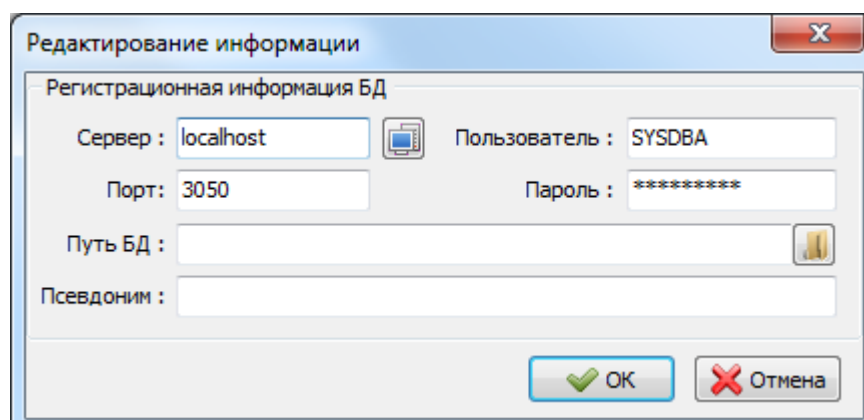 Редактирование информации
Регистрационная информация БД
Сервер : localhost Пользователь : SYSDBA
Порт: 3050 Пароль : *********
Путь БД :
Псевдоним :
OK Отмена